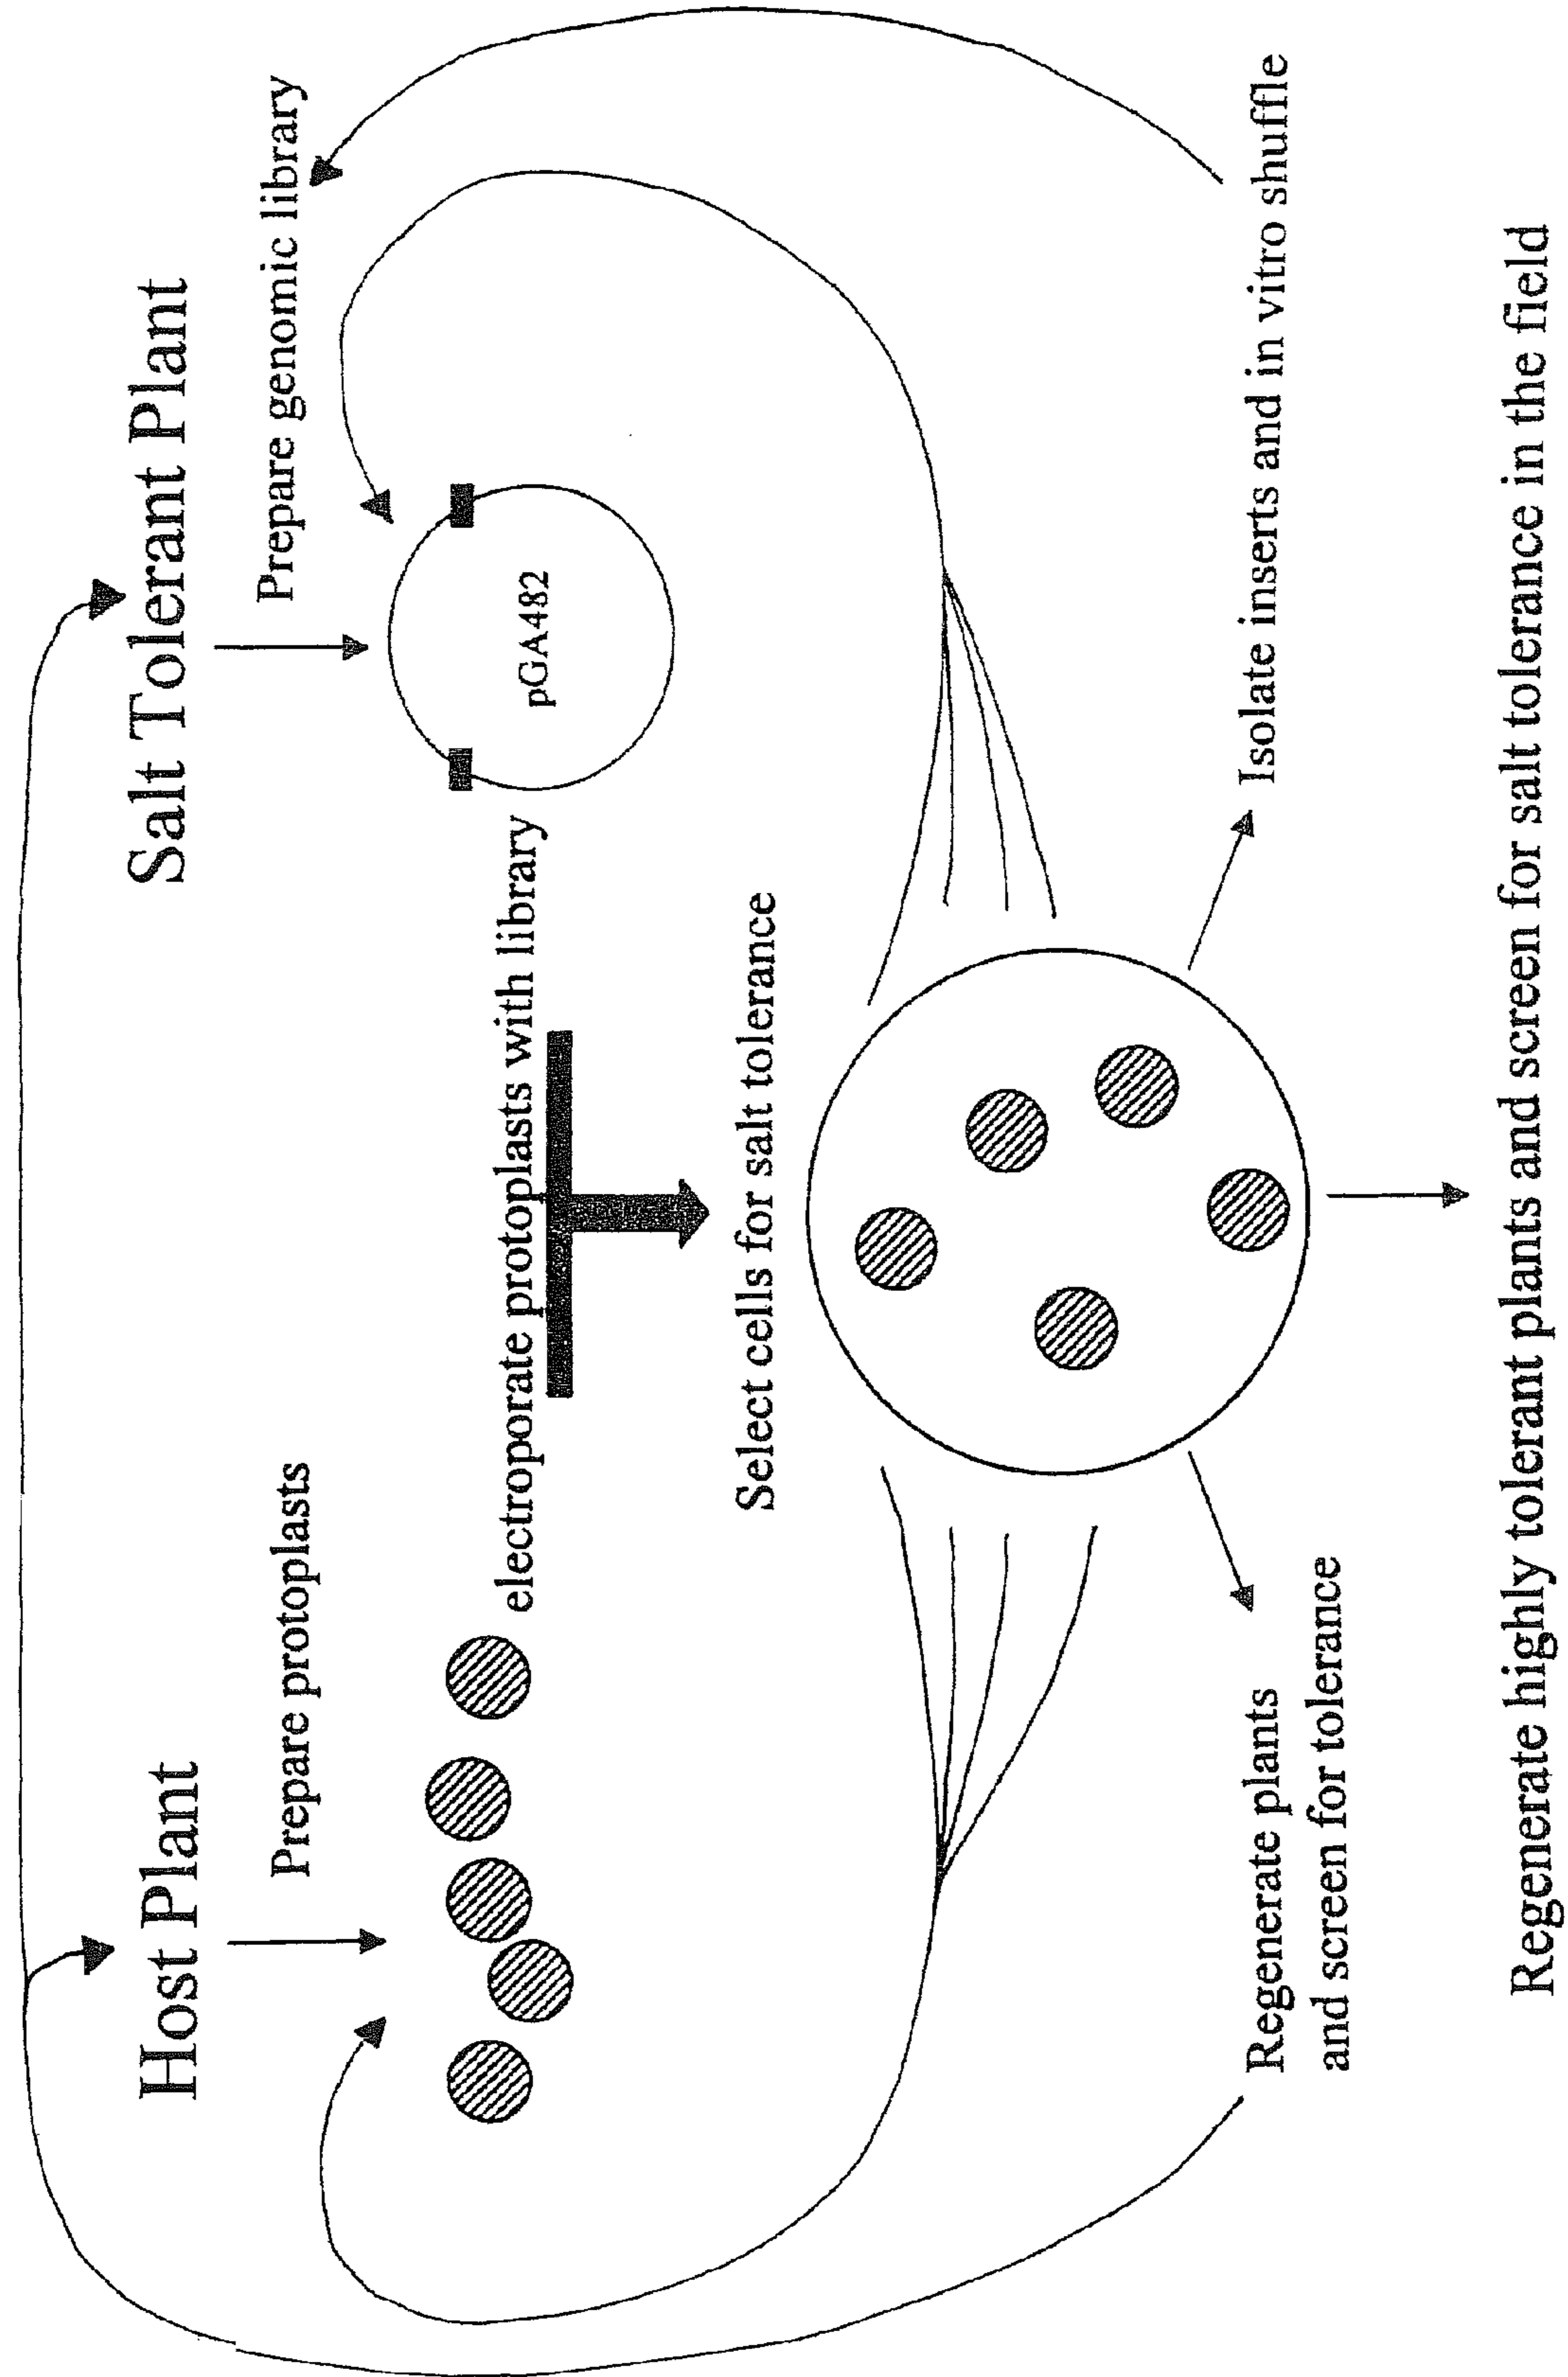 Host Plant
Salt Tolerant Plant
Prepare protoplasts
Prepare genomic library
pGA482
electroporate protoplasts with library
Select cells for salt tolerance
Regenerate plants
and screen for tolerance
Isolate inserts and in vitro shuffle
Regenerate highly tolerant plants and screen for salt tolerance in the field